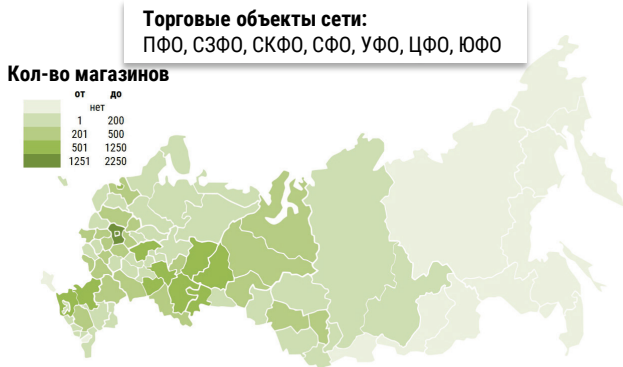 Торговые объекты сети:
ПФО, СЗФО, СКФО, СФО, УФО, ЦФО, ЮФО
Кол-во магазинов
от до
нет
1 200
201 500
501 1250
1251 2250